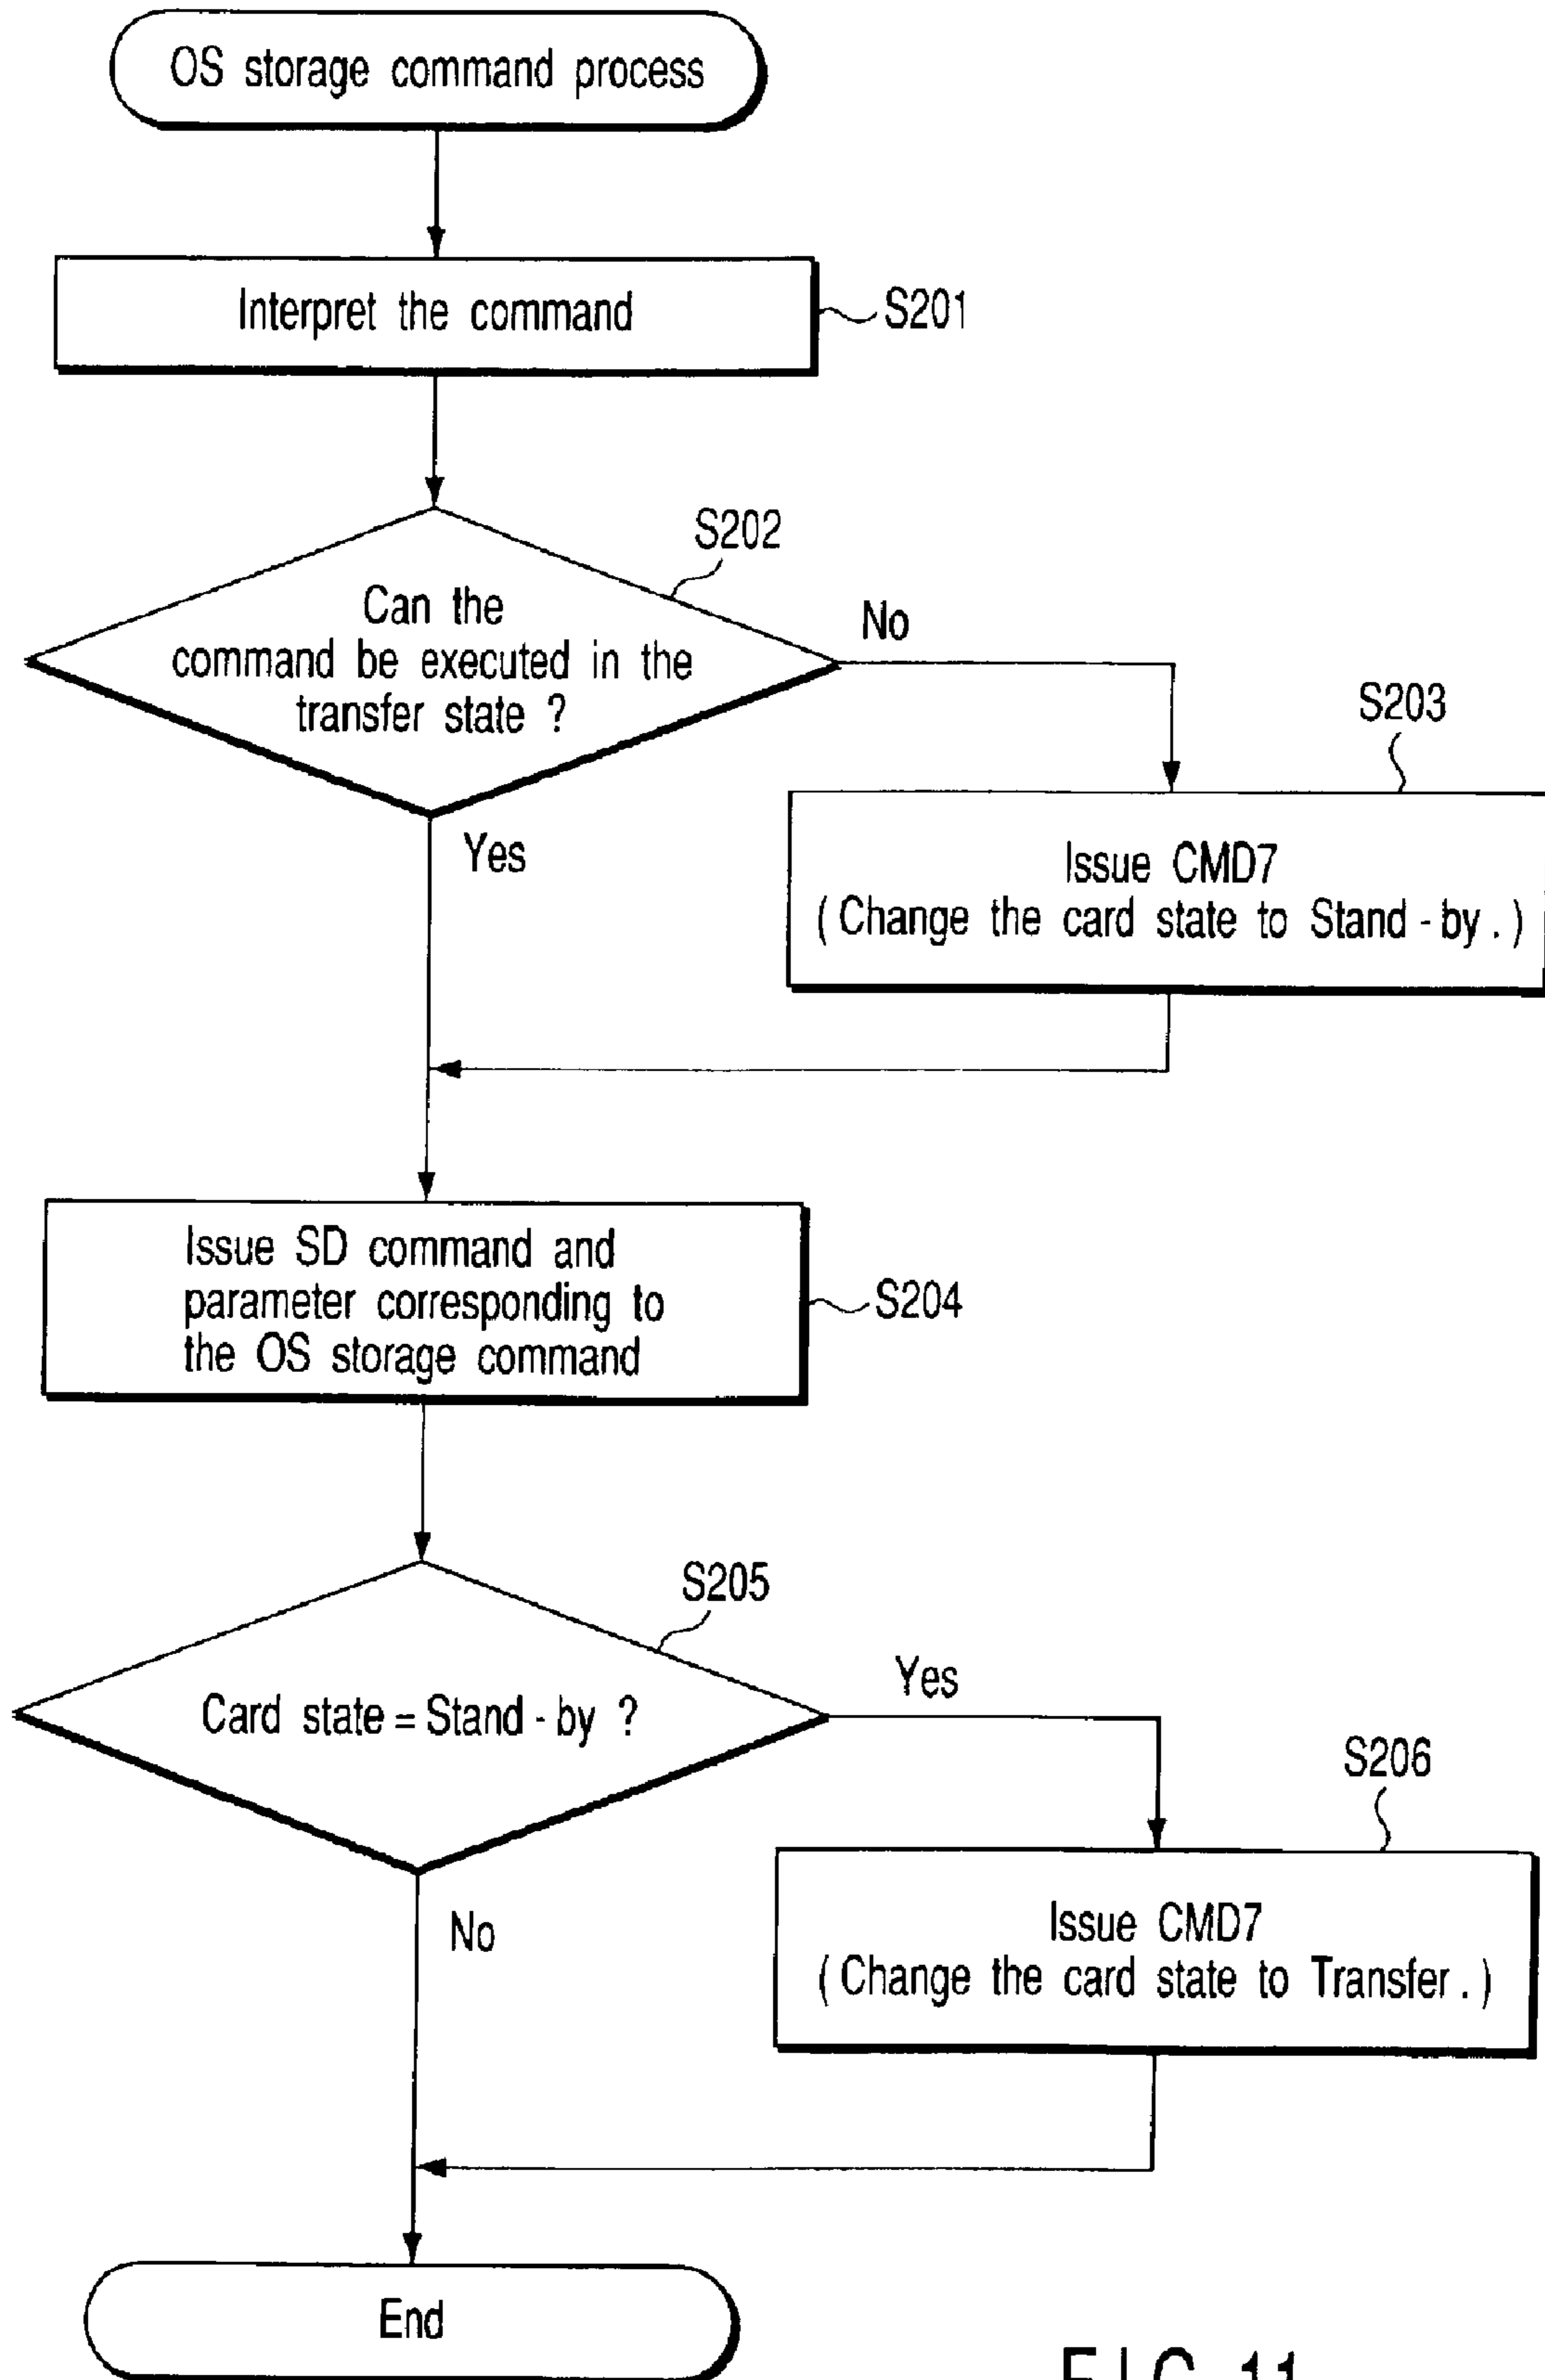 OS storage command process
Interpret the command
S201
S202
Can the
command be executed in the
transfer state ?
No
Yes
S203
Issue CMD7
( Change the card state to Stand - by . )
Issue SD command and
parameter corresponding to
the OS storage command
S204
S205
Card state = Stand - by ?
Yes
No
S206
Issue CMD7
( Change the card state to Transfer . )
End
FIG. 11